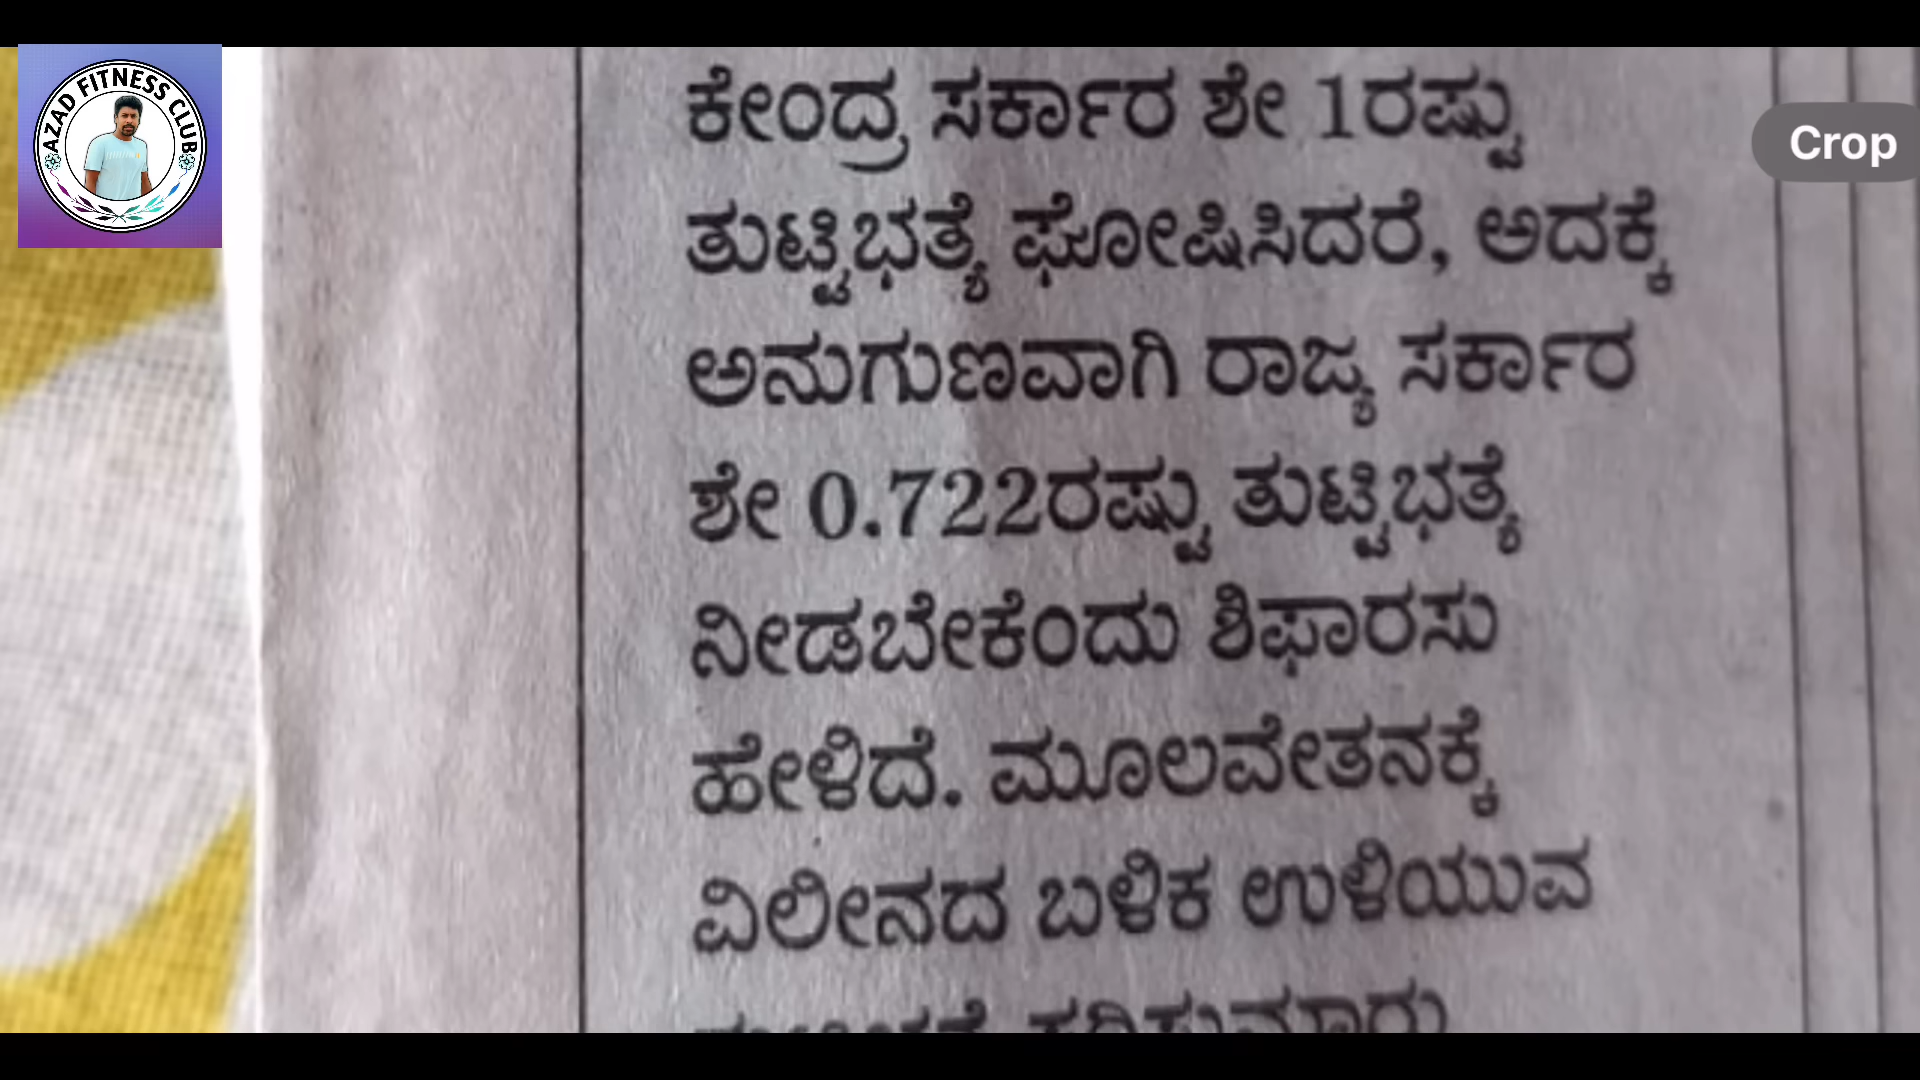 AZAD FITNESS CLUB
Crop
ಕೇಂದ್ರ ಸರ್ಕಾರ ಶೇ 1ರಷ್ಟು
ತುಟ್ಟಿಭತ್ಯೆ ಘೋಷಿಸಿದರೆ, ಅದಕ್ಕೆ
ಅನುಗುಣವಾಗಿ ರಾಜ್ಯ ಸರ್ಕಾರ
ಶೇ 0.722ರಷ್ಟು ತುಟ್ಟಿಭತ್ಯೆ
ನೀಡಬೇಕೆಂದು ಶಿಫಾರಸು
ಹೇಳಿದೆ. ಮೂಲವೇತನಕ್ಕೆ
ವಿಲೀನದ ಬಳಿಕ ಉಳಿಯುವ